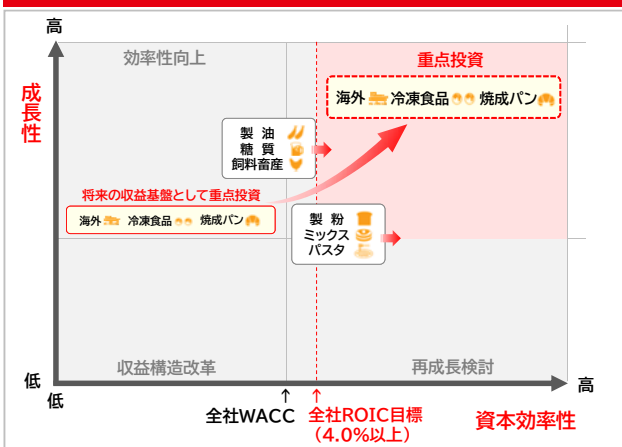 高
効率性向上
重点投資
成長性
海外 冷凍食品 焼成パン
製油
糖質
飼料畜産
将来の収益基盤として重点投資
海外 冷凍食品 焼成パン
製粉
ミックス
パスタ
収益構造改革
再成長検討
低
低
高
↑
↑
全社WACC
全社ROIC目標
(4.0%以上)
資本効率性